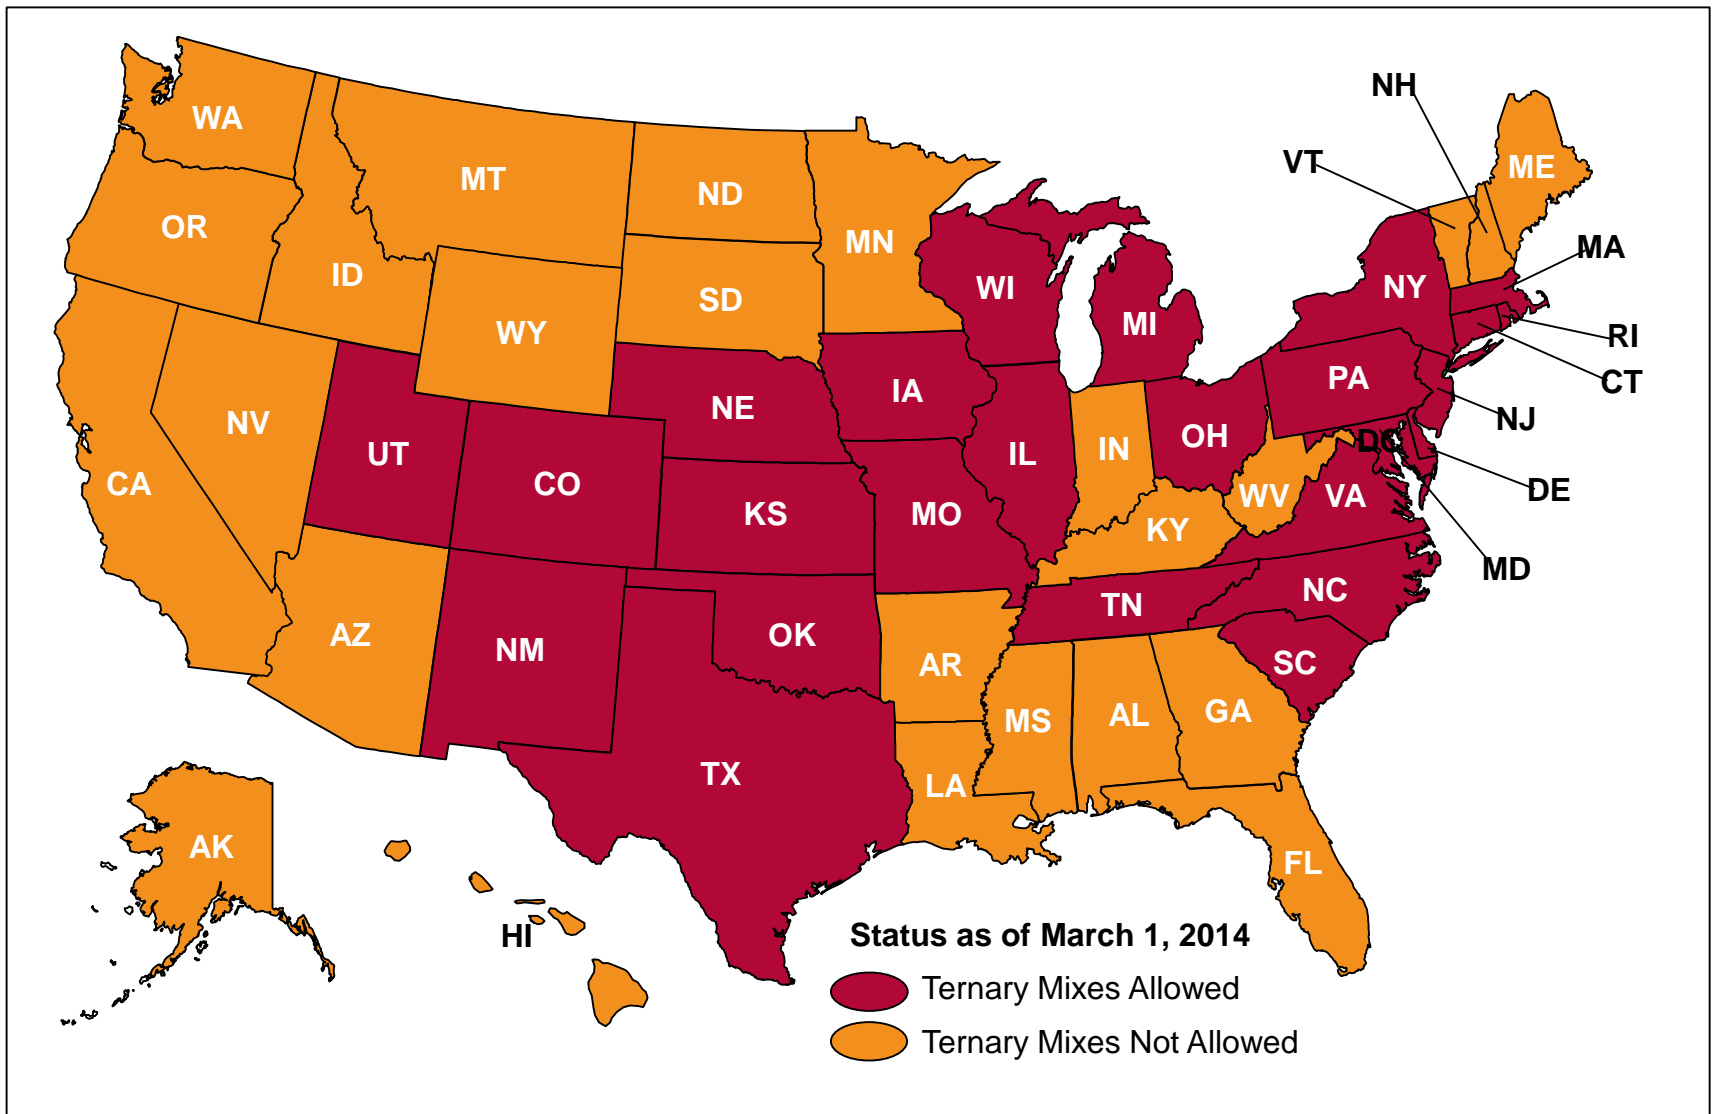 NH
WA
VT
ME
MT
ND
OR
MN
MA
ID
WI
NY
SD
MI
WY
RI
PA
CT
IA
NE
NV
NJ
OH
DC
IN
UT
IL
CO
CA
DE
WV
VA
KS
MO
KY
MD
NC
TN
AZ
OK
NM
SC
AR
GA
AL
MS
TX
LA
AK
FL
HI
Status as of March 1, 2014
Ternary Mixes Allowed
Ternary Mixes Not Allowed